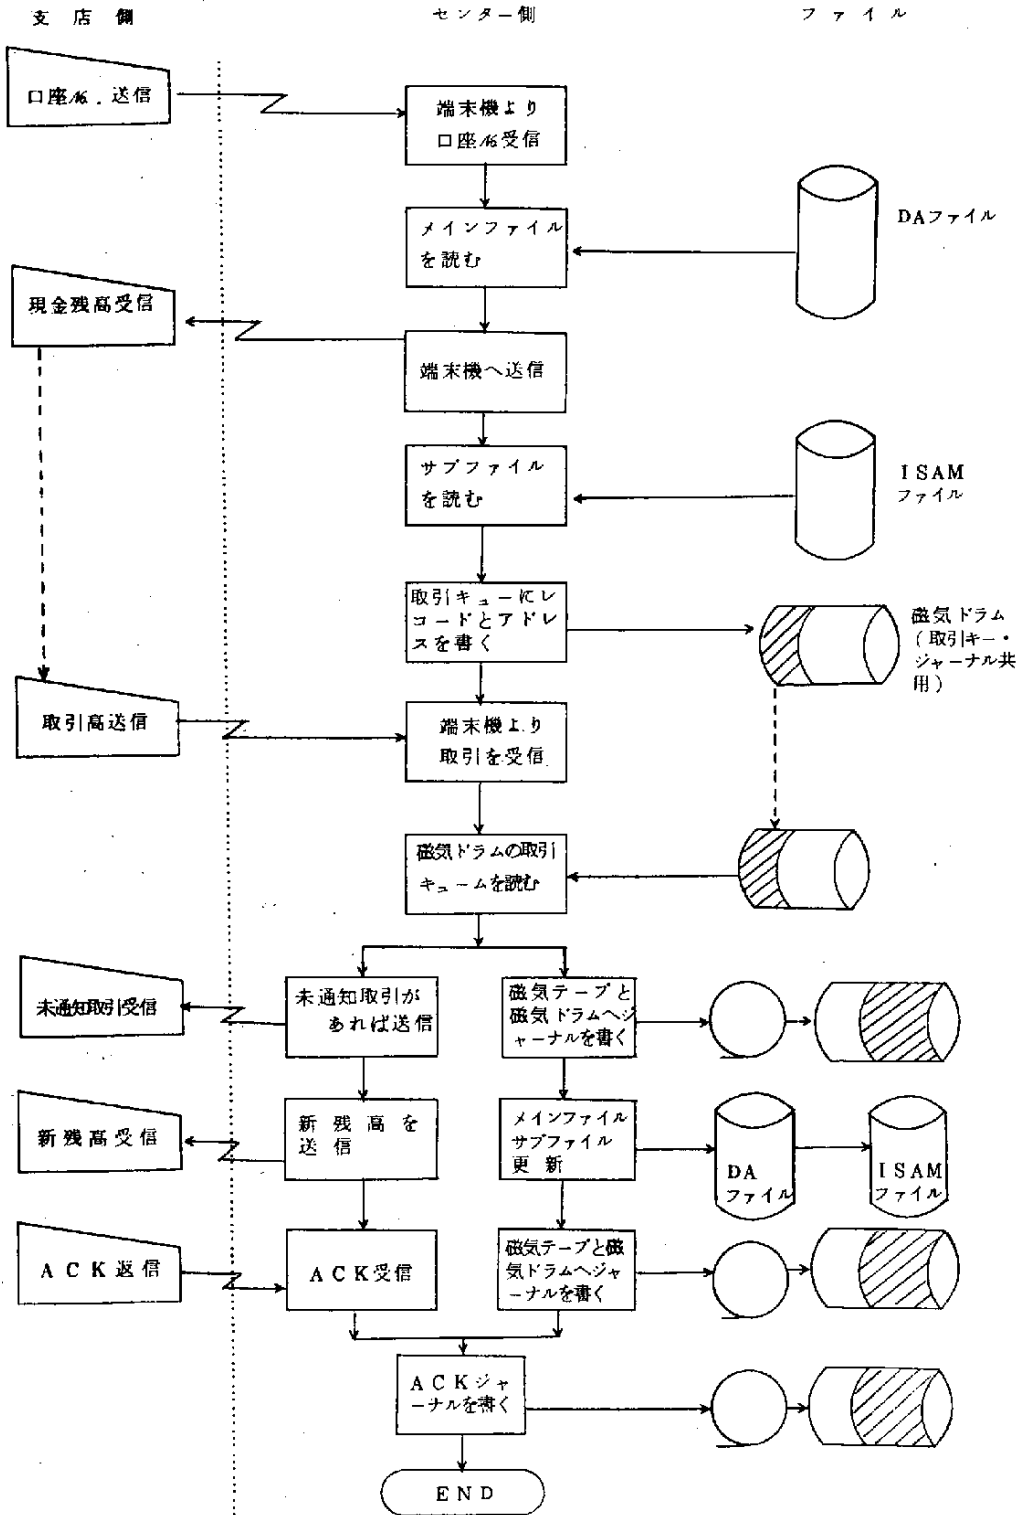 支店側
センター側
ファイル
口座№.送信
端末機より
口座№受信
メインファイル
を読む
DAファイル
現金残高受信
端末機へ送信
サブファイル
を読む
ISAM
ファイル
取引キューにレ
コードとアドレ
スを書く
磁気ドラム
(取引キー・
ジャーナル共
用)
取引高送信
端末機より
取引を受信
磁気ドラムの取引
キュームを読む
未通知取引受信
未通知取引が
あれば送信
磁気テープと
磁気ドラムへジ
ャーナルを書く
新残高受信
新残高を
送信
メインファイル
サブファイル
更新
DA
ファイル
ISAM
ファイル
ACK返信
ACK受信
磁気テープと磁
気ドラムへジャ
ーナルを書く
ACKジャ
ーナルを書く
END